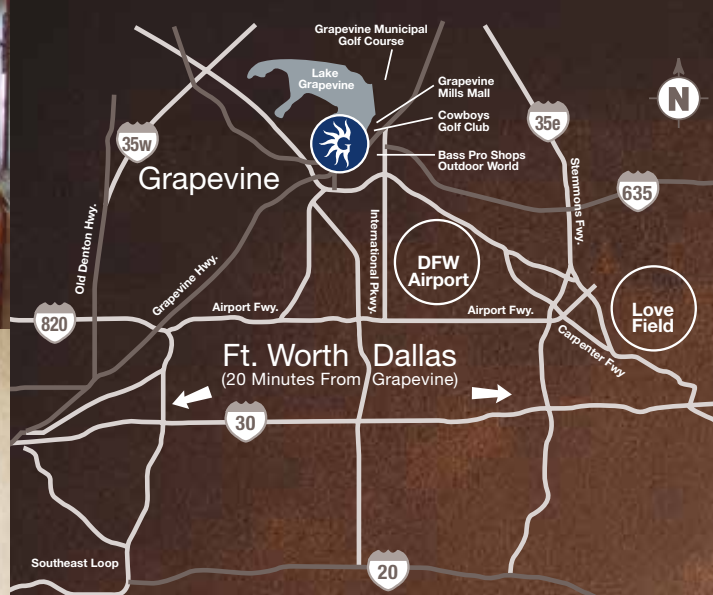 Grapevine Municipal
Golf Course
Lake
Grapevine
Grapevine
Mills Mall
Cowboys
Golf Club
Bass Pro Shops
Outdoor World
N
35w
35e
Grapevine
635
Stemmons Fwy.
Old Denton Hwy.
Grapevine Hwy.
International Pkwy.
DFW
Airport
Love
Field
820
Airport Fwy.
Airport Fwy.
Carpenter Fwy
Ft. Worth
Dallas
(20 Minutes From Grapevine)
30
Southeast Loop
20